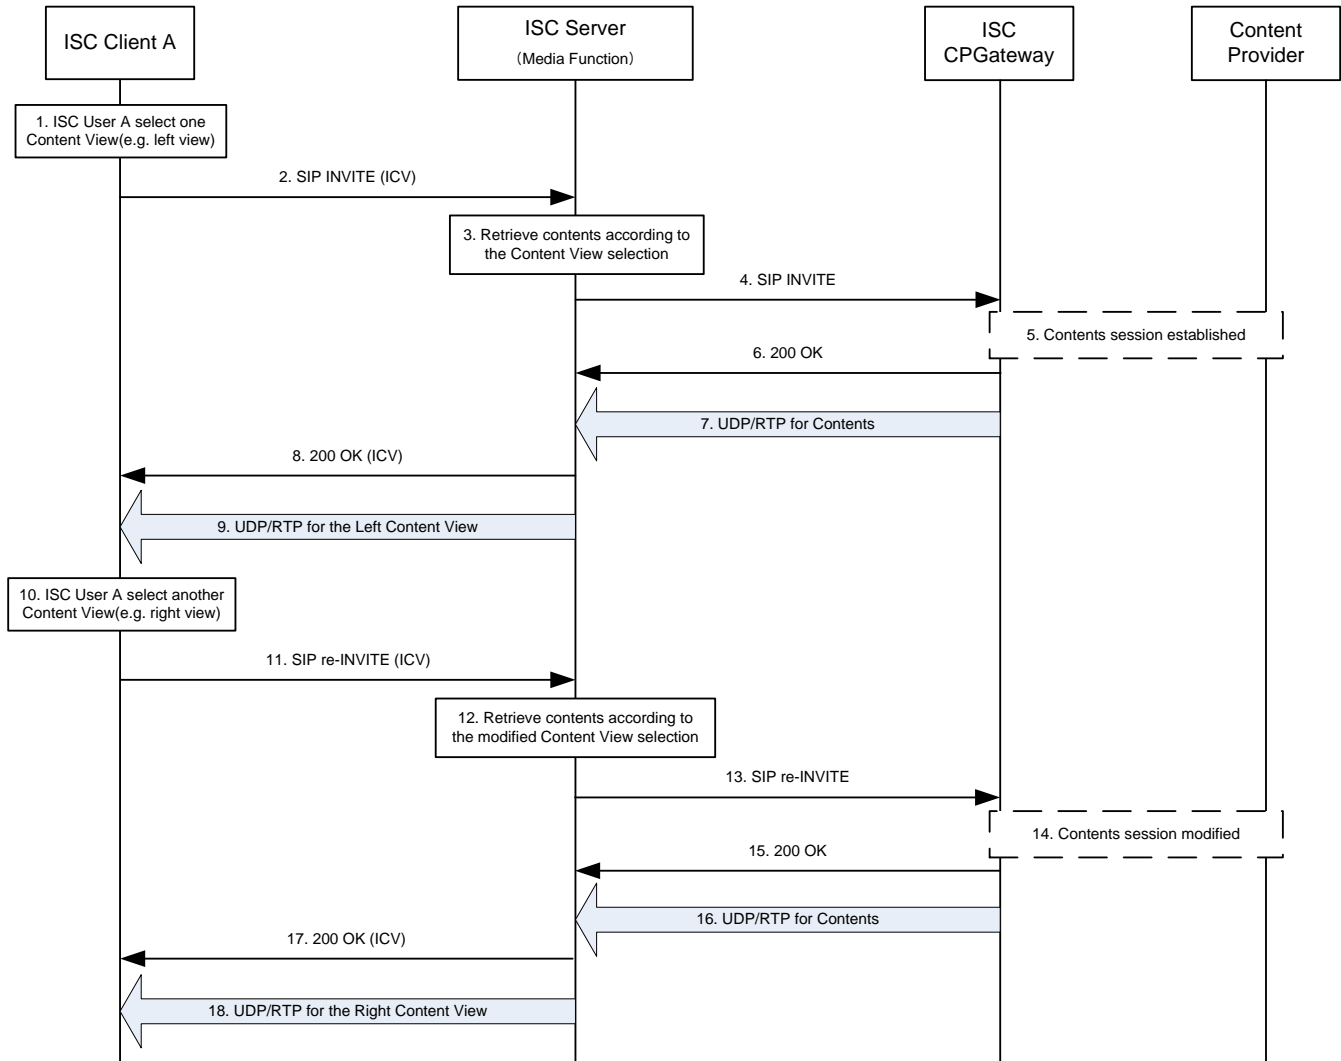 ISC Client A
ISC Server
(Media Function)
ISC
CPGateway
Content
Provider
1. ISC User A select one
Content View(e.g. left view)
2. SIP INVITE (ICV)
3. Retrieve contents according to
the Content View selection
4. SIP INVITE
5. Contents session established
6. 200 OK
7. UDP/RTP for Contents
8. 200 OK (ICV)
9. UDP/RTP for the Left Content View
10. ISC User A select another
Content View(e.g. right view)
11. SIP re-INVITE (ICV)
12. Retrieve contents according to
the modified Content View selection
13. SIP re-INVITE
14. Contents session modified
15. 200 OK
16. UDP/RTP for Contents
17. 200 OK (ICV)
18. UDP/RTP for the Right Content View